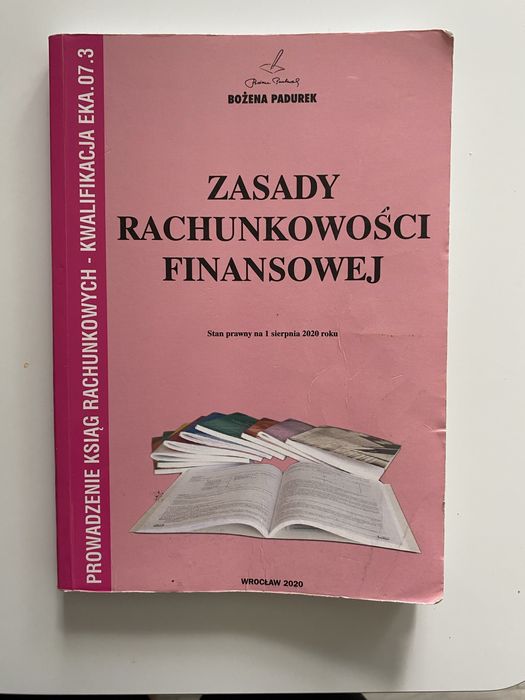 BOŻENA PADUREK
ZASADY
RACHUNKOWOŚCI
FINANSOWEJ
Stan prawny na 1 sierpnia 2020 roku
WROCŁAW 2020
PROWADZENIE KSIĄG RACHUNKOWYCH - KWALIFIKACJA EKA.07.3